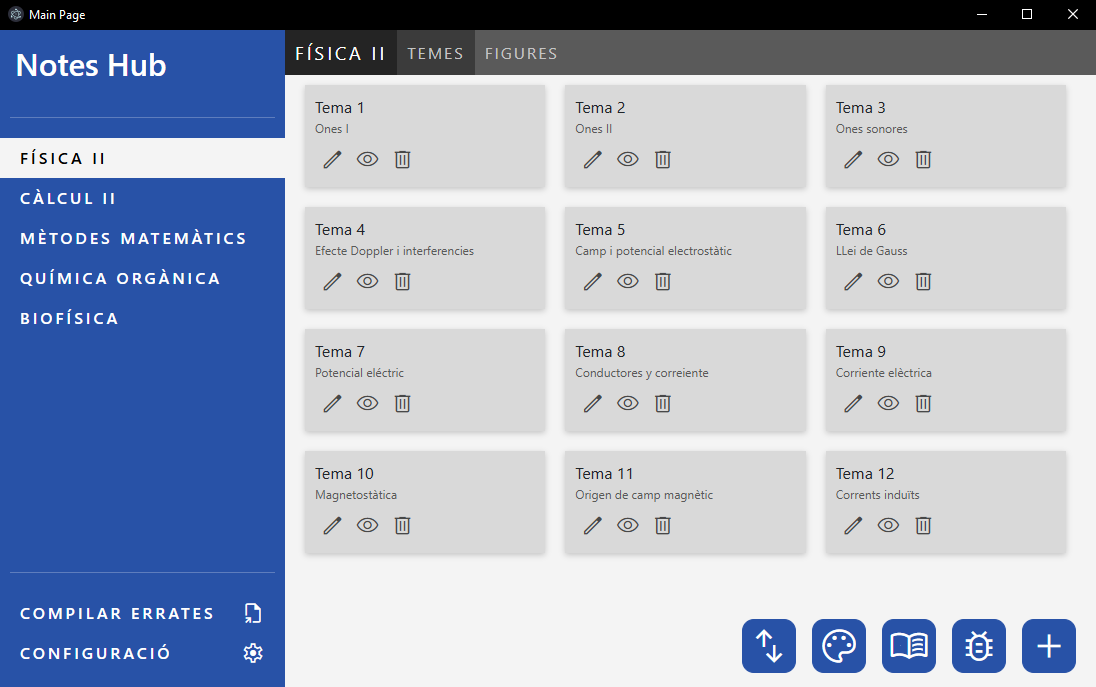 Main Page
Notes Hub
FÍSICA II
CÀLCUL II
MÈTODES MATEMÀTICS
QUÍMICA ORGÀNICA
BIOFÍSICA
COMPILAR ERRATES
CONFIGURACIÓ
FÍSICA II TEMES FIGURES
Tema 1
Ones I
Tema 2
Ones II
Tema 3
Ones sonores
Tema 4
Efecte Doppler i interferencies
Tema 5
Camp i potencial electrostàtic
Tema 6
LLei de Gauss
Tema 7
Potencial eléctric
Tema 8
Conductores y correiente
Tema 9
Corriente elèctrica
Tema 10
Magnetostàtica
Tema 11
Origen de camp magnètic
Tema 12
Corrents induïts